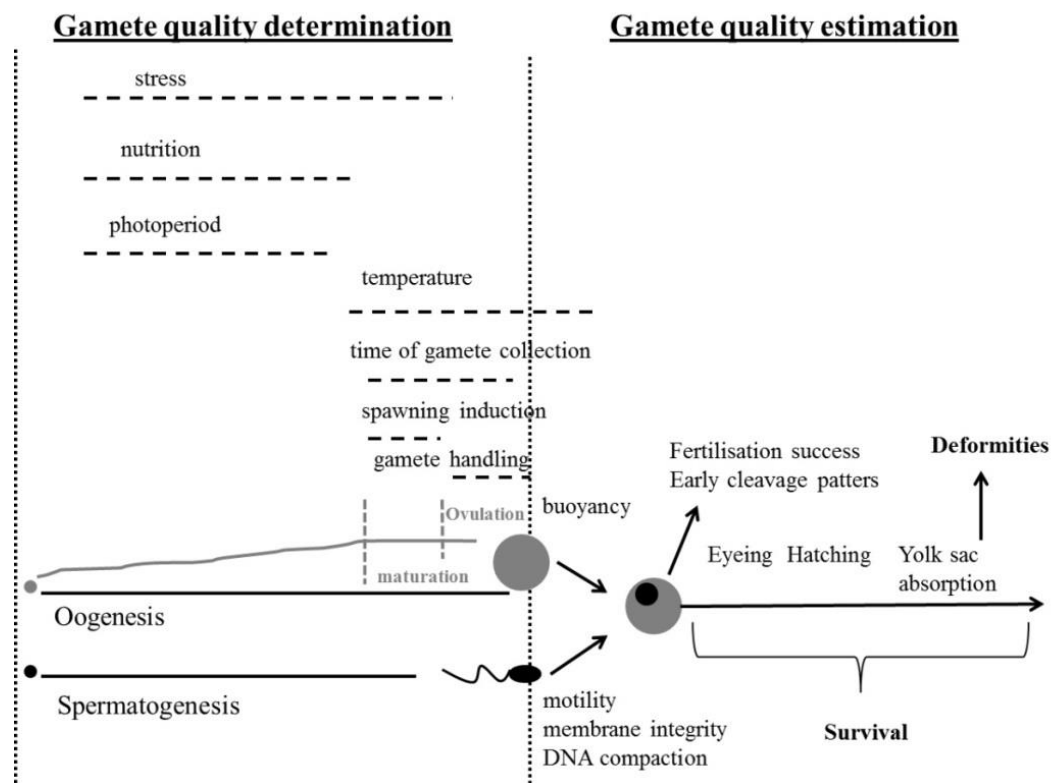 Gamete quality determination
Gamete quality estimation
stress
nutrition
photoperiod
temperature
time of gamete collection
spawning induction
gamete handling
Fertilisation success
Early cleavage patters
Deformities
Ovulation
buoyancy
maturation
Eyeing Hatching
Yolk sac
absorption
Oogenesis
Spermatogenesis
motility
membrane integrity
DNA compaction
Survival